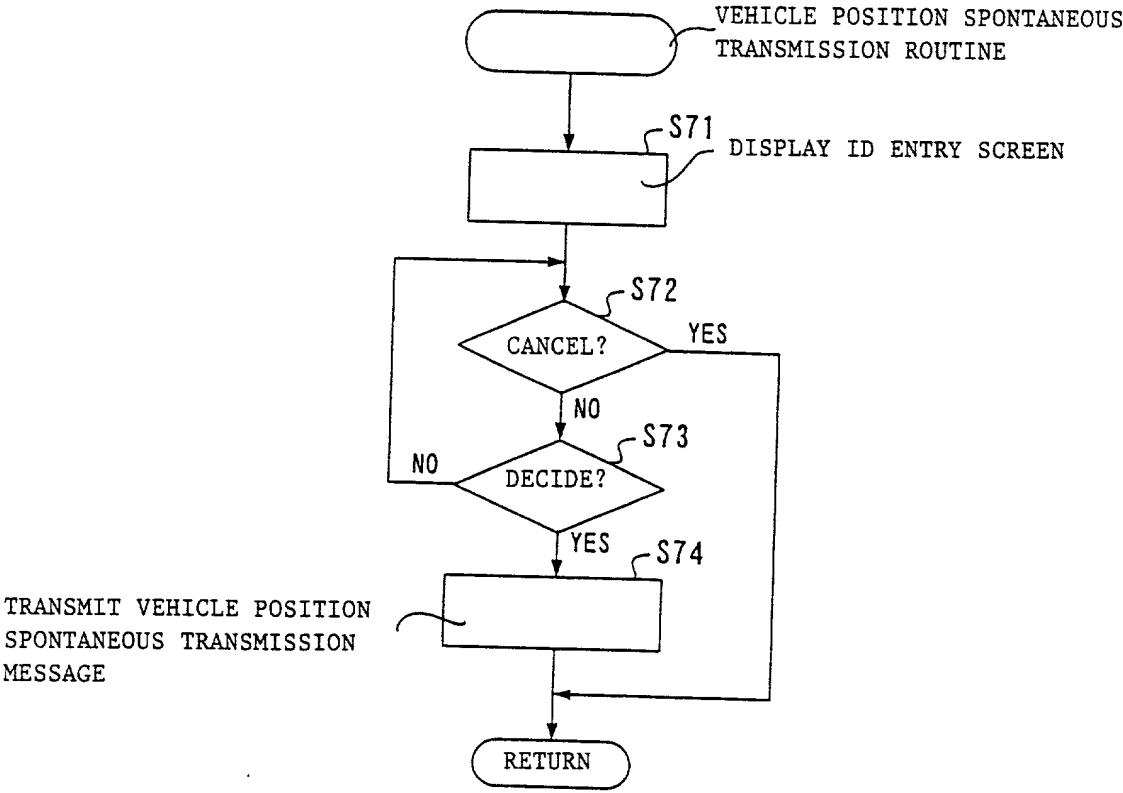 VEHICLE POSITION SPONTANEOUS
TRANSMISSION ROUTINE
S71
DISPLAY ID ENTRY SCREEN
S72
CANCEL?
YES
NO
S73
DECIDE?
NO
YES
S74
TRANSMIT VEHICLE POSITION
SPONTANEOUS TRANSMISSION
MESSAGE
RETURN